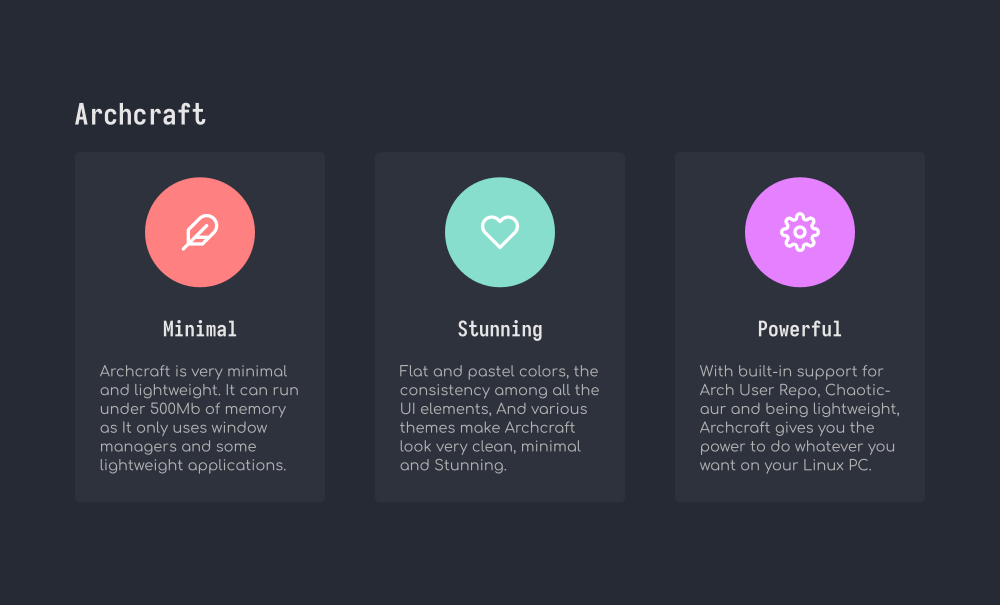 Archcraft
Minimal
Archcraft is very minimal
and lightweight. It can run
under 500Mb of memory
as It only uses window
managers and some
lightweight applications.
Stunning
Flat and pastel colors, the
consistency among all the
UI elements, And various
themes make Archcraft
look very clean, minimal
and Stunning.
Powerful
With built-in support for
Arch User Repo, Chaotic-
aur and being lightweight,
Archcraft gives you the
power to do whatever you
want on your Linux PC.